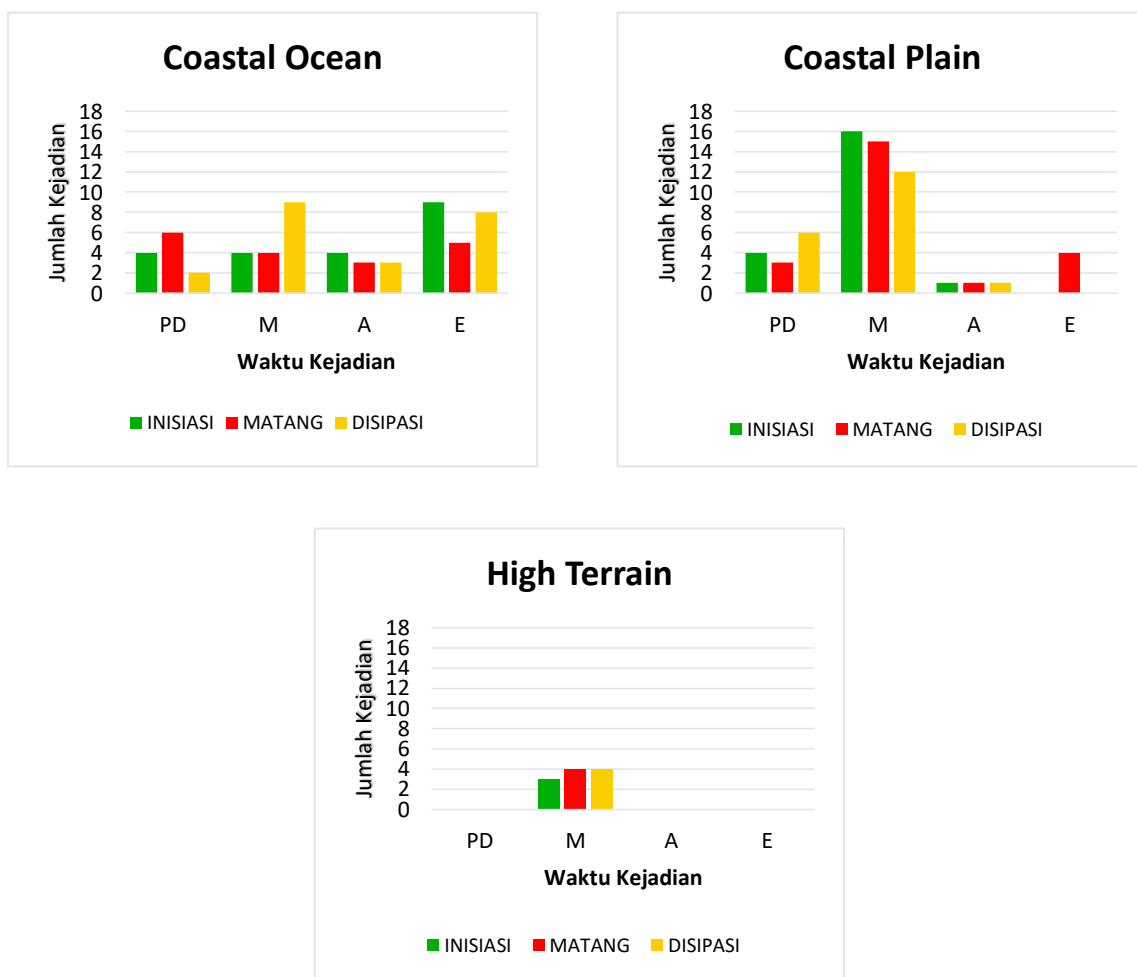 Coastal Ocean
Jumlah Kejadian
18
16
14
12
10
8
6
4
2
0
PD M A E
Waktu Kejadian
INISIASI MATANG DISIPASI
Coastal Plain
Jumlah Kejadian
18
16
14
12
10
8
6
4
2
0
PD M A E
Waktu Kejadian
INISIASI MATANG DISIPASI
High Terrain
Jumlah Kejadian
18
16
14
12
10
8
6
4
2
0
PD M A E
Waktu Kejadian
INISIASI MATANG DISIPASI